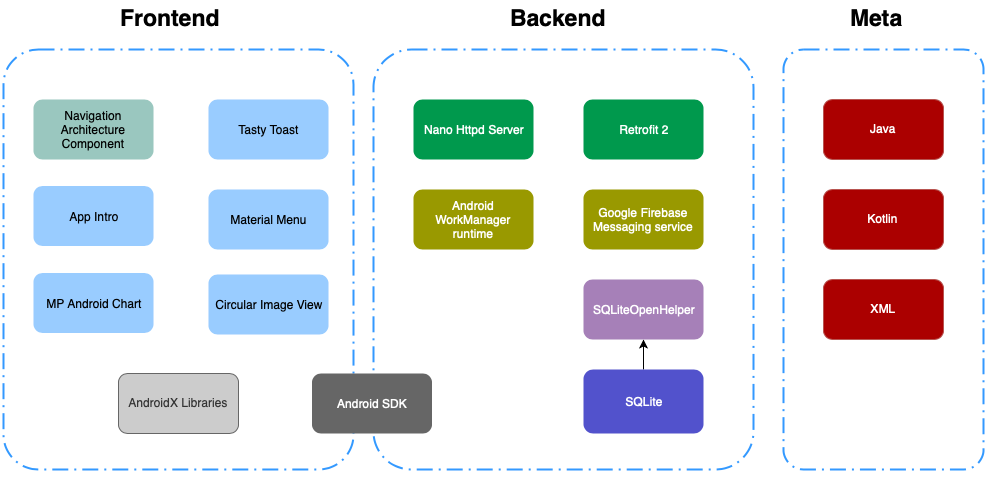 Frontend
Backend
Meta
Navigation
Architecture
Component
Tasty Toast
App Intro
Material Menu
MP Android Chart
Circular Image View
AndroidX Libraries
Android SDK
Nano Httpd Server
Retrofit 2
Android
WorkManager
runtime
Google Firebase
Messaging service
SQLiteOpenHelper
SQLite
Java
Kotlin
XML